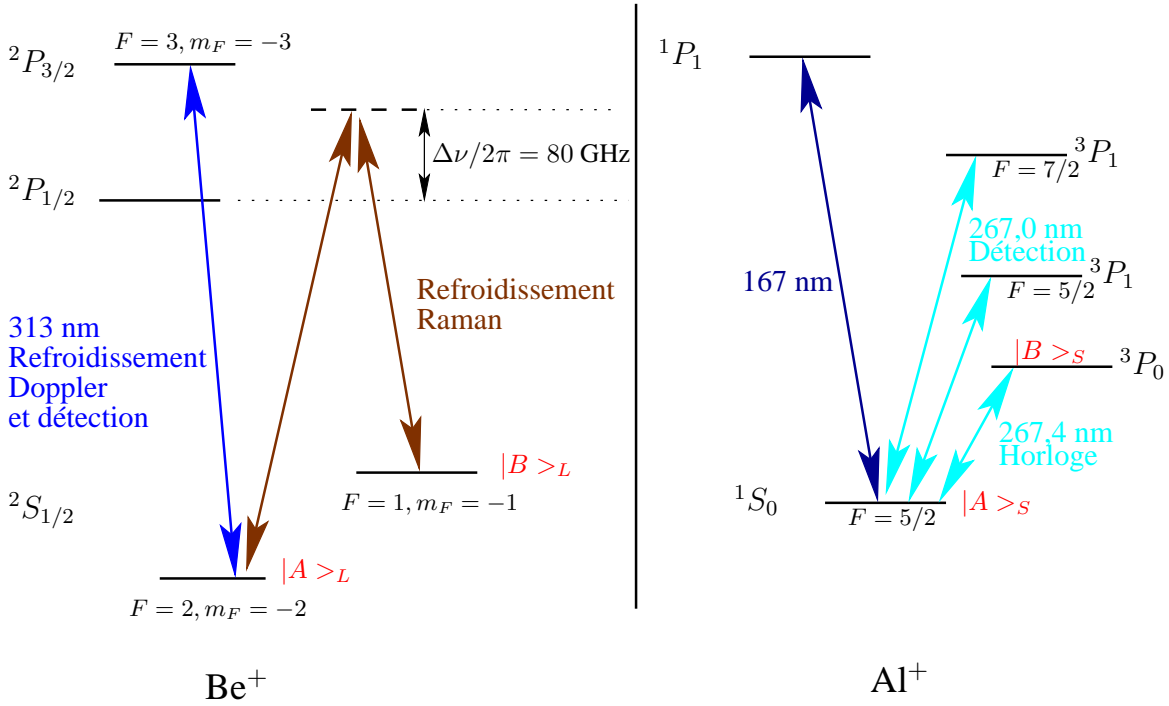 F = 3, m_F = −3
²P₃/₂
Δν/2π = 80 GHz
²P₁/₂
313 nm
Refroidissement
Doppler
et détection
Refroidissement
Raman
|B >_L
F = 1, m_F = −1
²S₁/₂
|A >_L
F = 2, m_F = −2
Be⁺
¹P₁
³P₁
F = 7/2
267,0 nm
Détection
³P₁
F = 5/2
167 nm
|B >_S
³P₀
267,4 nm
Horloge
¹S₀
|A >_S
F = 5/2
Al⁺